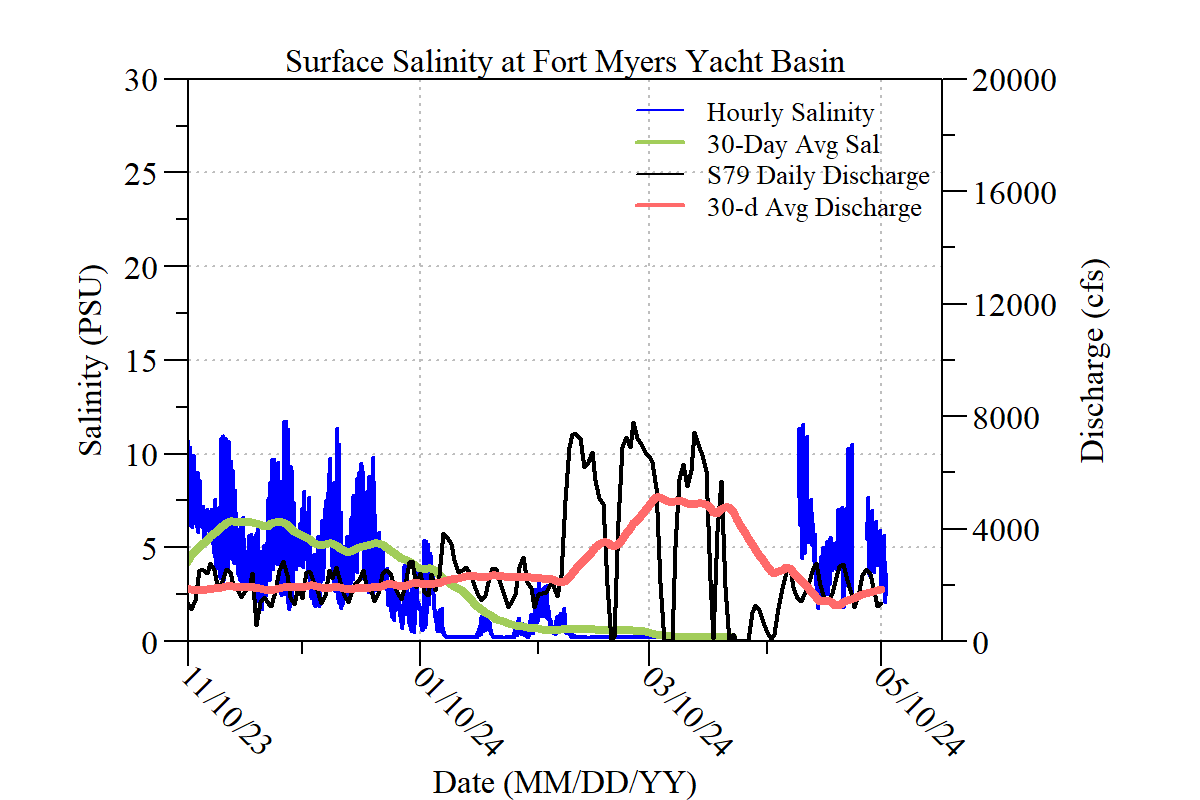 Surface Salinity at Fort Myers Yacht Basin
30
25
20
15
10
5
0
Salinity (PSU)
Hourly Salinity
30-Day Avg Sal
S79 Daily Discharge
30-d Avg Discharge
20000
16000
12000
8000
4000
0
Discharge (cfs)
11/10/23
01/10/24
03/10/24
05/10/24
Date (MM/DD/YY)